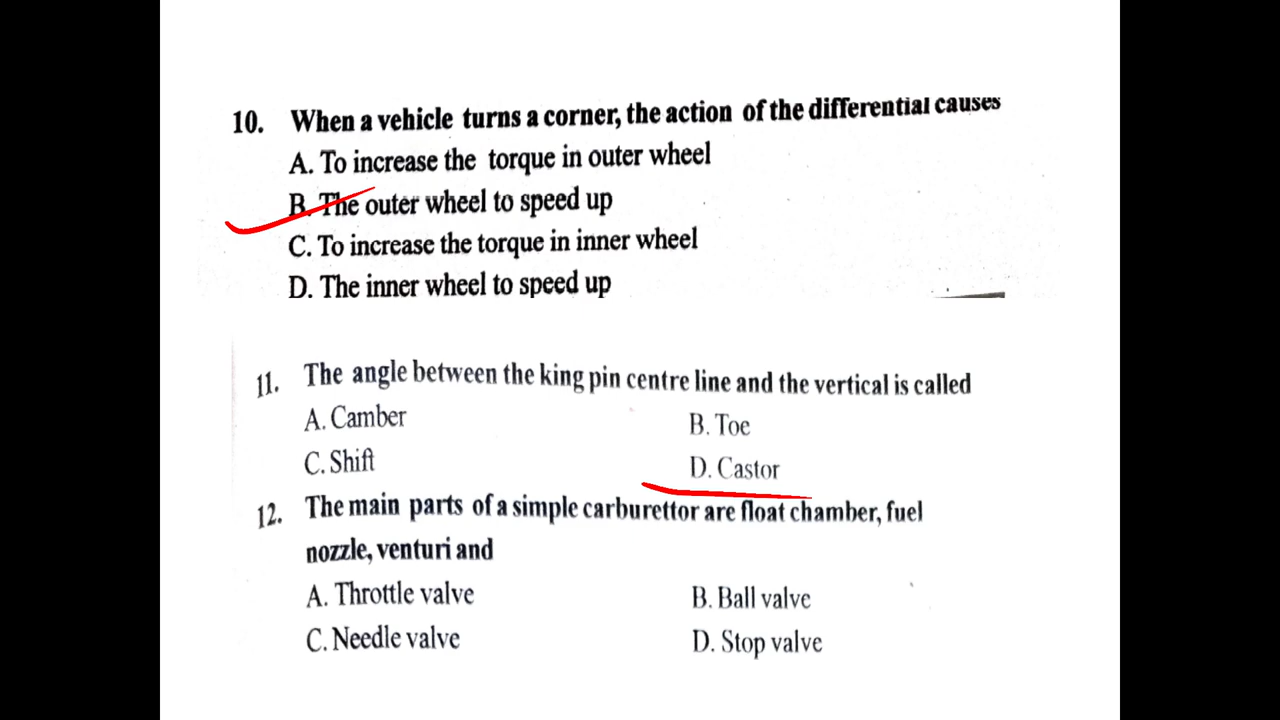 10. When a vehicle turns a corner, the action of the differential causes
A. To increase the torque in outer wheel
B. The outer wheel to speed up
C. To increase the torque in inner wheel
D. The inner wheel to speed up
11. The angle between the king pin centre line and the vertical is called
A. Camber B. Toe
C. Shift D. Castor
12. The main parts of a simple carburettor are float chamber, fuel
nozzle, venturi and
A. Throttle valve B. Ball valve
C. Needle valve D. Stop valve